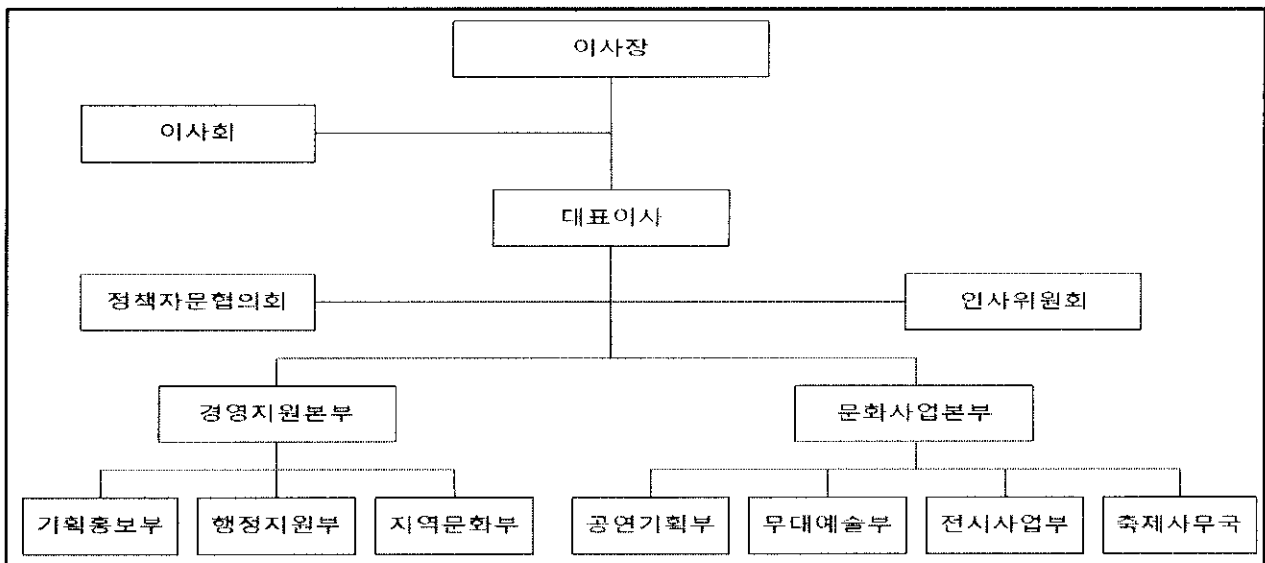 이사장
이사회
대표이사
정책자문협의회
인사위원회
경영지원본부
문화사업본부
기획홍보부
행정지원부
지역문화부
공연기획부
무대예술부
전시사업부
축제사무국